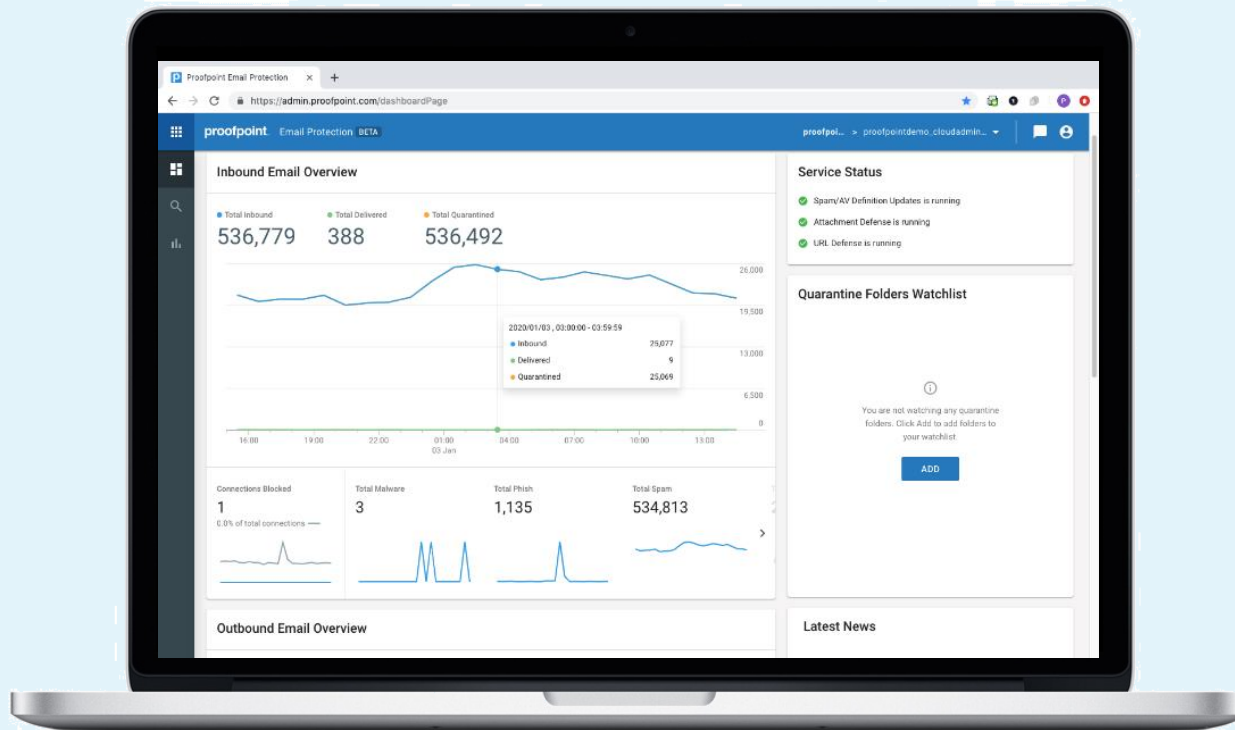 Proofpoint Email Protection
https://admin.proofpoint.com/dashboardPage
proofpoint. Email Protection BETA
proofpoi... > proofpointdemo_cloudadmin...
Inbound Email Overview
Total Inbound
Total Delivered
Total Quarantined
536,779
388
536,492
26,000
19,500
13,000
6,500
0
2020/01/03 , 03:00:00 - 03:59:59
Inbound 25,077
Delivered 9
Quarantined 25,069
16:00
19:00
22:00
01:00
04:00
07:00
10:00
13:00
03 Jan
Connections Blocked
1
0.0% of total connections
Total Malware
3
Total Phish
1,135
Total Spam
534,813
Outbound Email Overview
Service Status
Spam/AV Definition Updates is running
Attachment Defense is running
URL Defense is running
Quarantine Folders Watchlist
You are not watching any quarantine
folders. Click Add to add folders to
your watchlist
ADD
Latest News